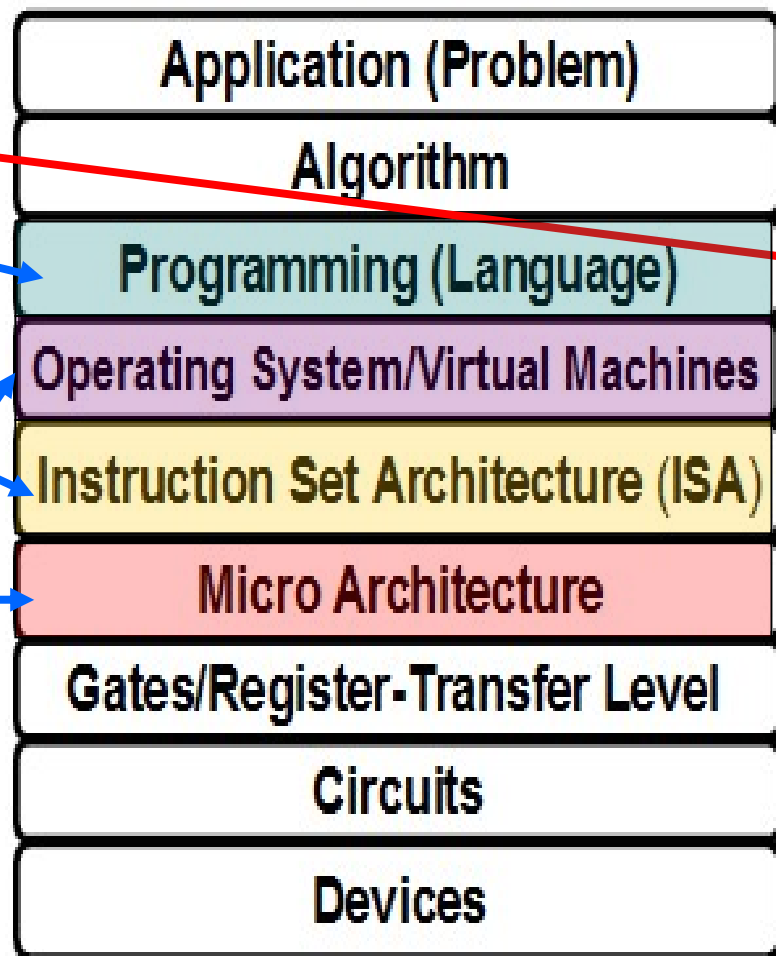 Application (Problem)
Algorithm
Programming (Language)
Operating System/Virtual Machines
Instruction Set Architecture (ISA)
Micro Architecture
Gates/Register-Transfer Level
Circuits
Devices